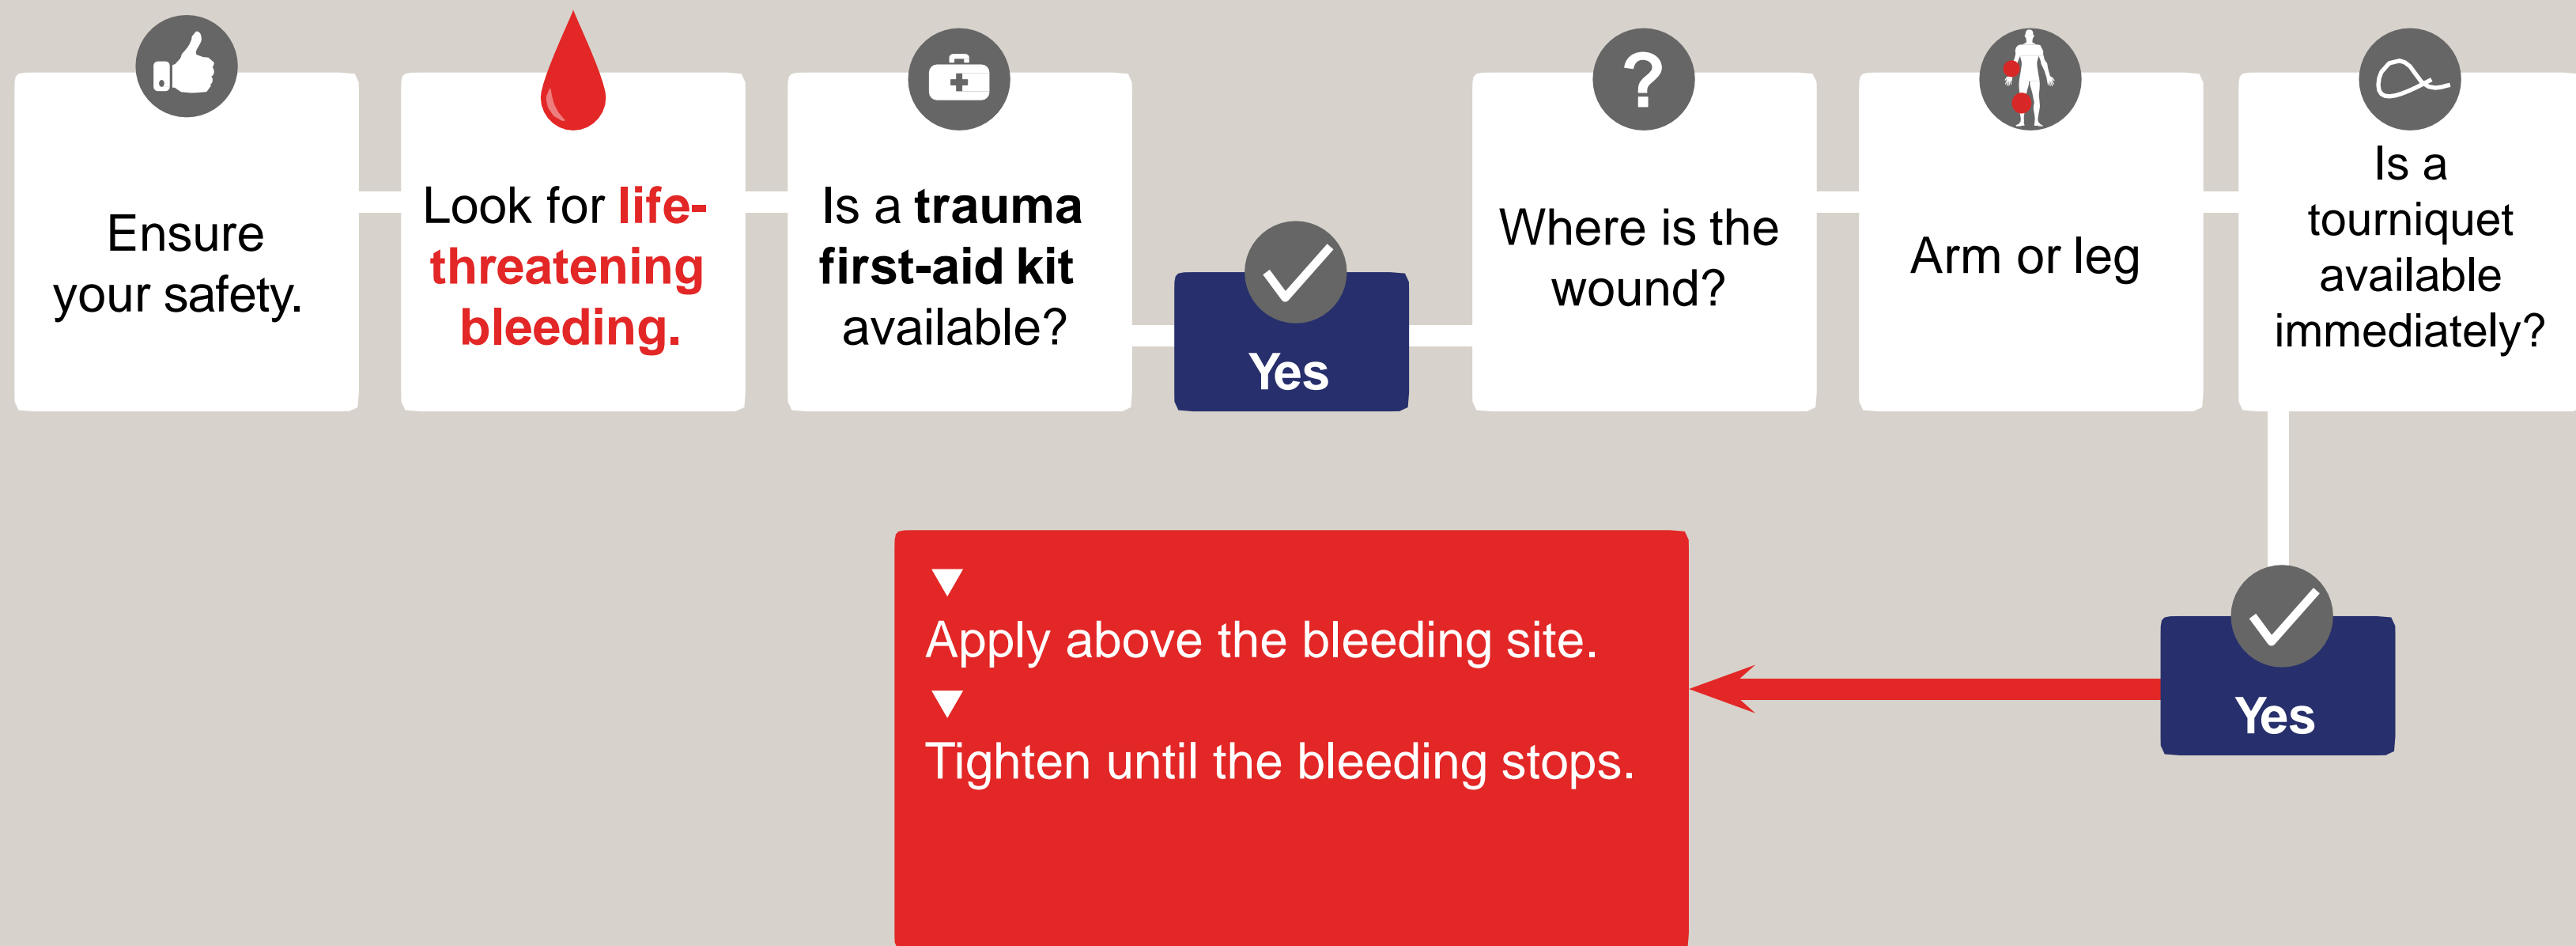 Ensure
your safety.
Look for life-
threatening
bleeding.
Is a trauma
first-aid kit
available?
Yes
?
Where is the
wound?
Arm or leg
Is a
tourniquet
available
immediately?
Yes
Apply above the bleeding site.
Tighten until the bleeding stops.